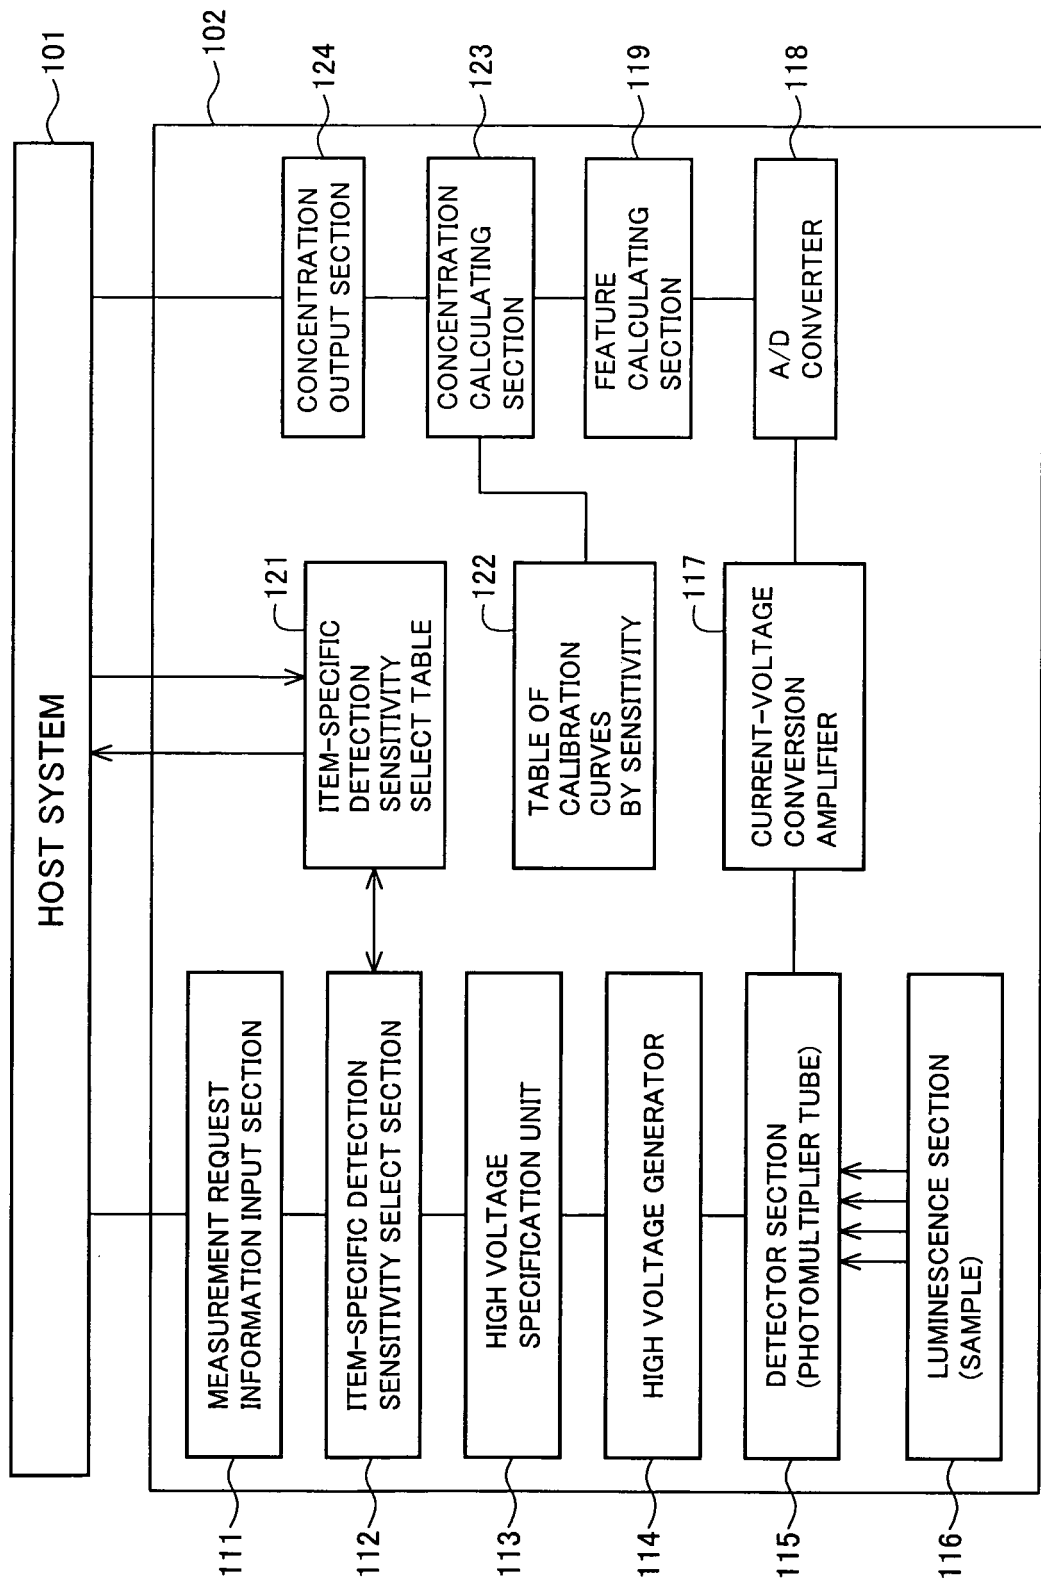 101
HOST SYSTEM
102
111
MEASUREMENT REQUEST
INFORMATION INPUT SECTION
112
ITEM-SPECIFIC DETECTION
SENSITIVITY SELECT SECTION
113
HIGH VOLTAGE
SPECIFICATION UNIT
114
HIGH VOLTAGE GENERATOR
115
DETECTOR SECTION
(PHOTOMULTIPLIER TUBE)
116
LUMINESCENCE SECTION
(SAMPLE)
121
ITEM-SPECIFIC
DETECTION
SENSITIVITY
SELECT TABLE
122
TABLE OF
CALIBRATION
CURVES
BY SENSITIVITY
117
CURRENT-VOLTAGE
CONVERSION
AMPLIFIER
124
CONCENTRATION
OUTPUT SECTION
123
CONCENTRATION
CALCULATING
SECTION
119
FEATURE
CALCULATING
SECTION
118
A/D
CONVERTER